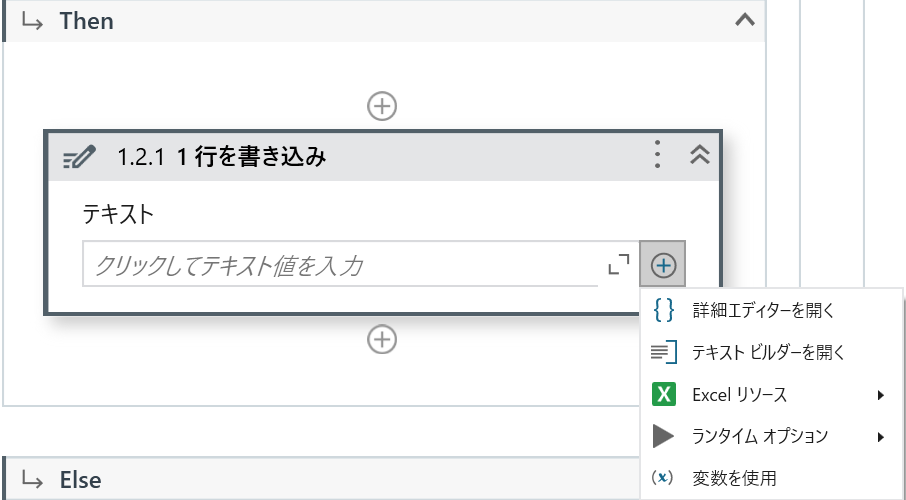 Then
1.2.1 1 行を書き込み
テキスト
クリックしてテキスト値を入力
詳細エディターを開く
テキスト ビルダーを開く
Excel リソース
ランタイム オプション
変数を使用
Else